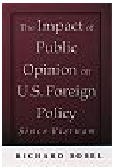 The Impact of
Public
Opinion on
U.S. Foreign
Policy
Since Vietnam
RICHARD SOBEL